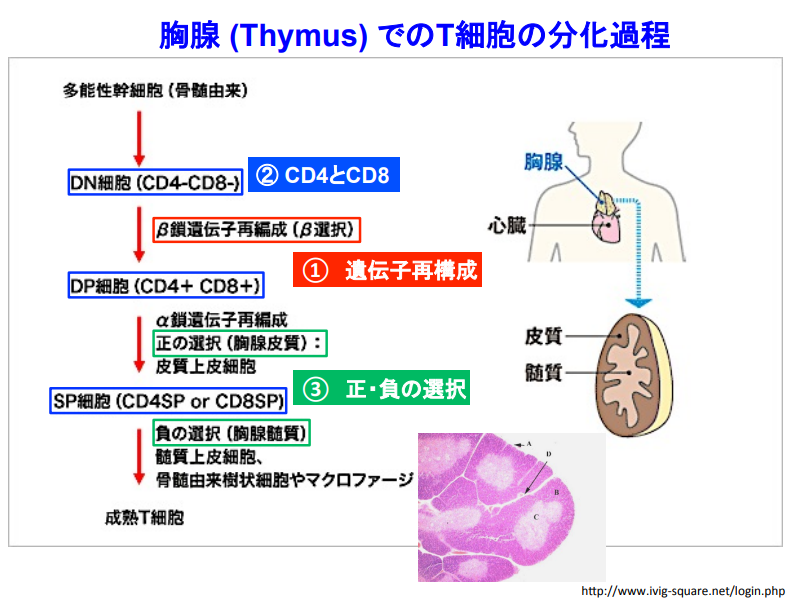 胸腺 (Thymus) でのT細胞の分化過程
多能性幹細胞（骨髄由来）
DN細胞（CD4-CD8-）
② CD4とCD8
β鎖遺伝子再編成（β選択）
① 遺伝子再構成
DP細胞（CD4+ CD8+）
α鎖遺伝子再編成
正の選択（胸腺皮質）：
皮質上皮細胞
③ 正・負の選択
SP細胞（CD4SP or CD8SP）
負の選択（胸腺髄質）
髄質上皮細胞、
骨髄由来樹状細胞やマクロファージ
成熟T細胞
胸腺
心臓
皮質
髄質
A
D
B
C
http://www.ivig-square.net/login.php